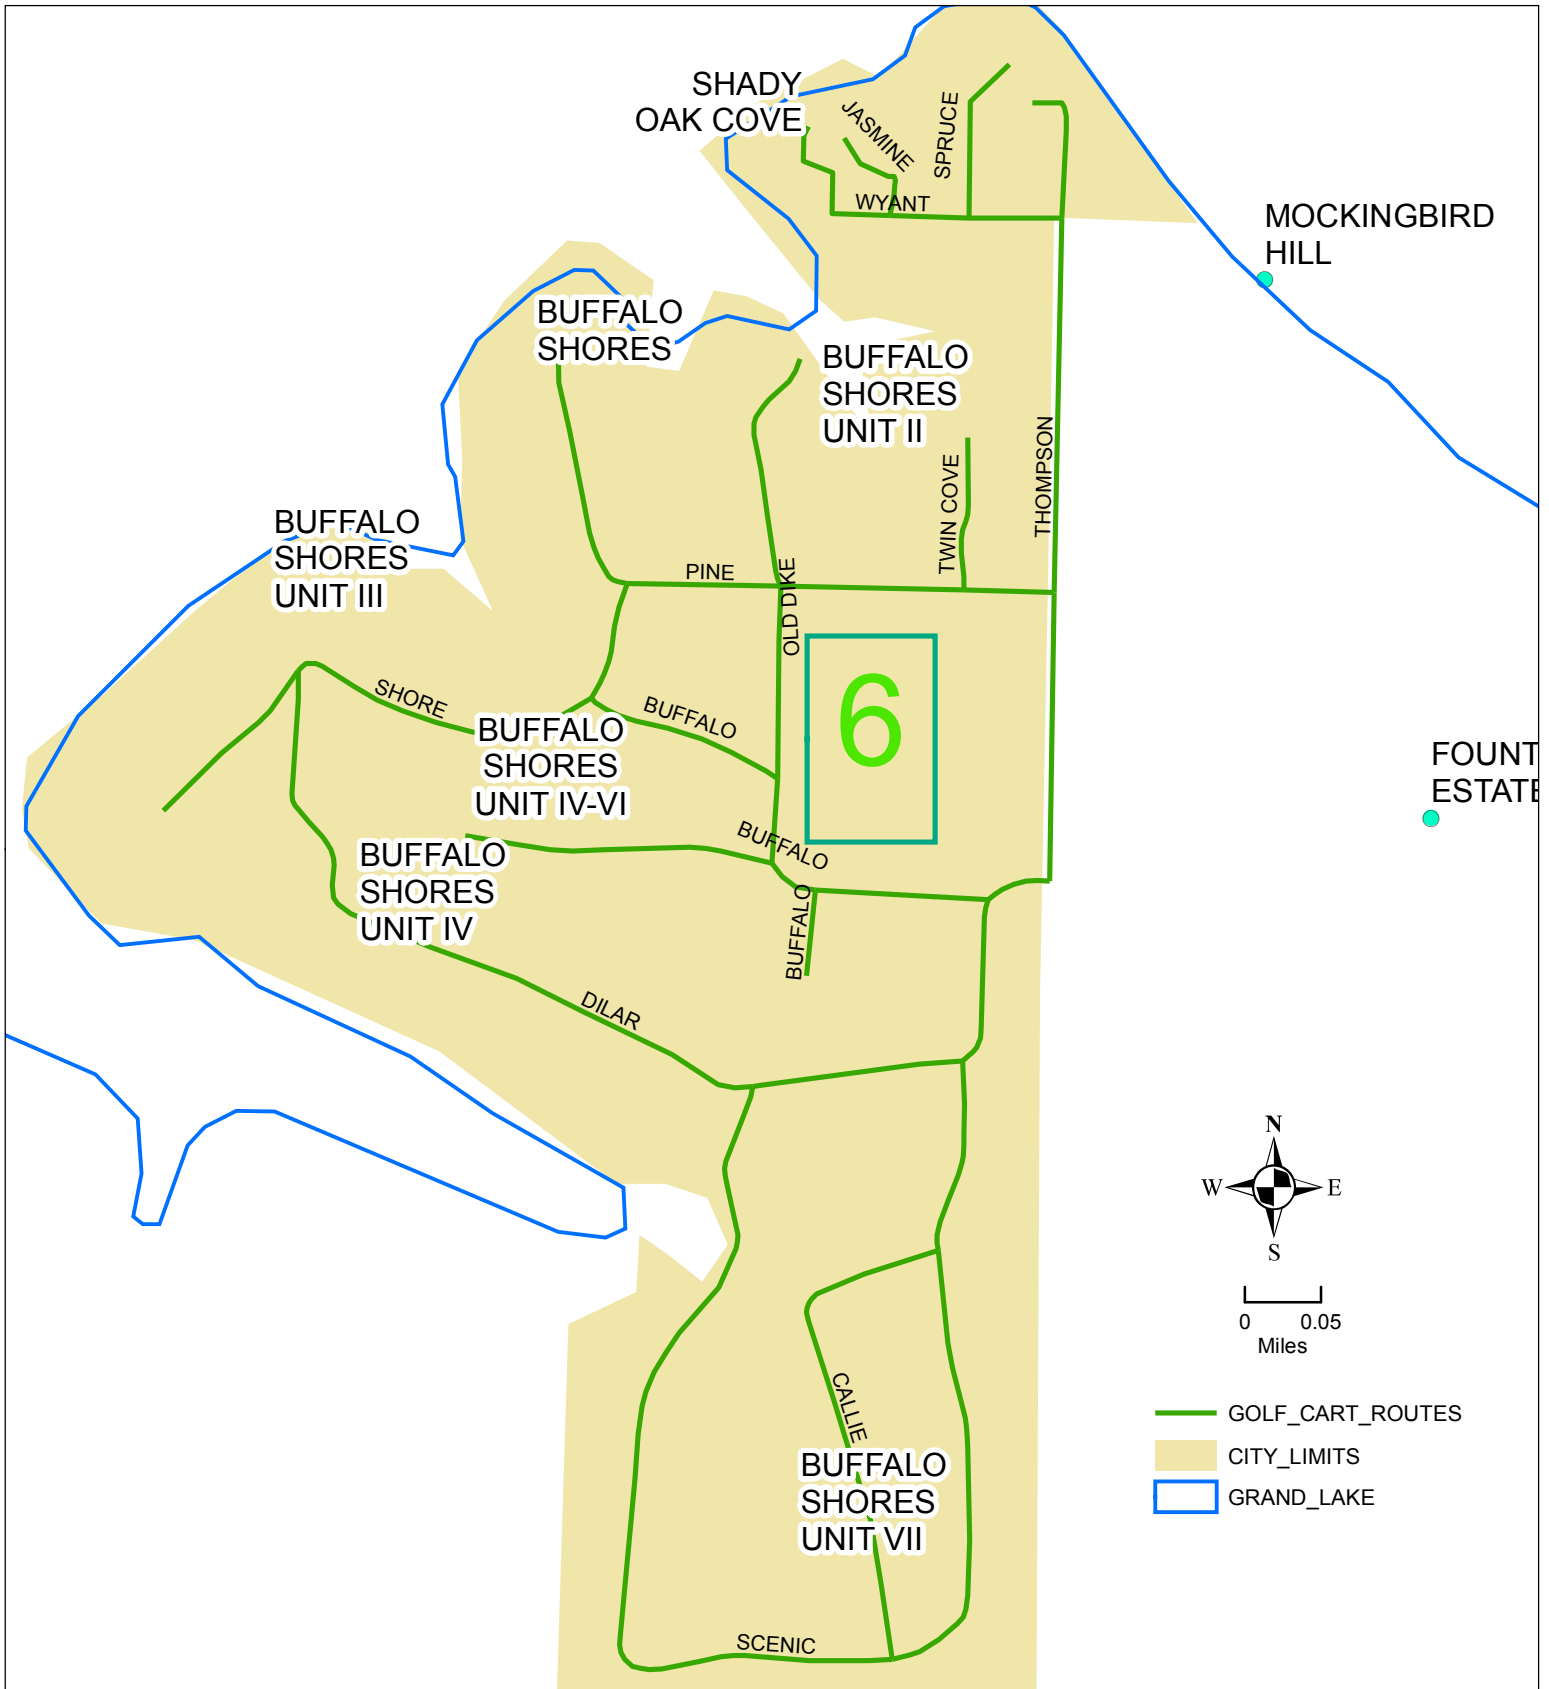 SHADY
OAK COVE
JASMINE
SPRUCE
WYANT
MOCKINGBIRD
HILL
BUFFALO
SHORES
BUFFALO
SHORES
UNIT II
THOMPSON
TWIN COVE
BUFFALO
SHORES
UNIT III
PINE
OLD DIKE
6
SHORE
BUFFALO
BUFFALO
SHORES
UNIT IV-VI
FOUNT
ESTATE
BUFFALO
BUFFALO
SHORES
UNIT IV
BUFFALO
DILAR
N
W
E
S
0
0.05
Miles
CALLIE
GOLF_CART_ROUTES
CITY_LIMITS
GRAND_LAKE
BUFFALO
SHORES
UNIT VII
SCENIC